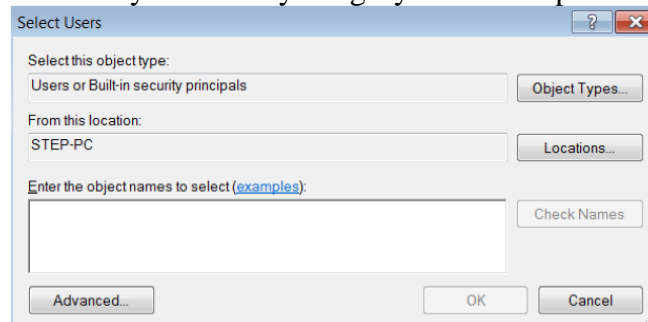 Select Users
Select this object type:
Users or Built-in security principals
Object Types...
From this location:
STEP-PC
Locations...
Enter the object names to select (examples):
Check Names
Advanced...
OK
Cancel